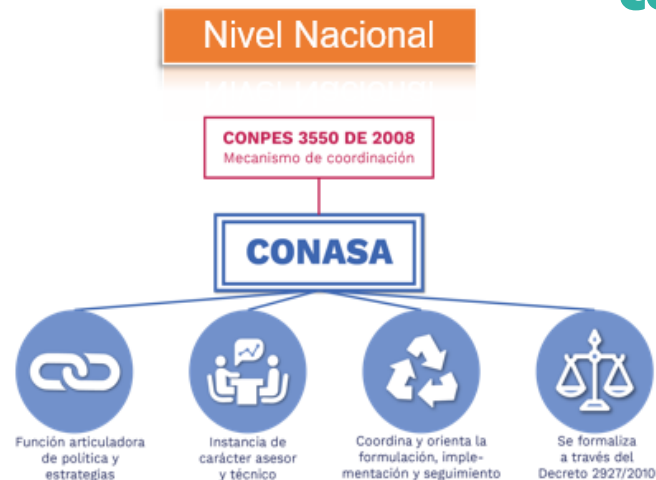 Nivel Nacional
CONPES 3550 DE 2008
Mecanismo de coordinación
CONASA
Función articuladora
de política y
estrategias
Instancia de
carácter asesor
y técnico
Coordina y orienta la
formulación, imple-
mentación y seguimiento
Se formaliza
a través del
Decreto 2927/2010